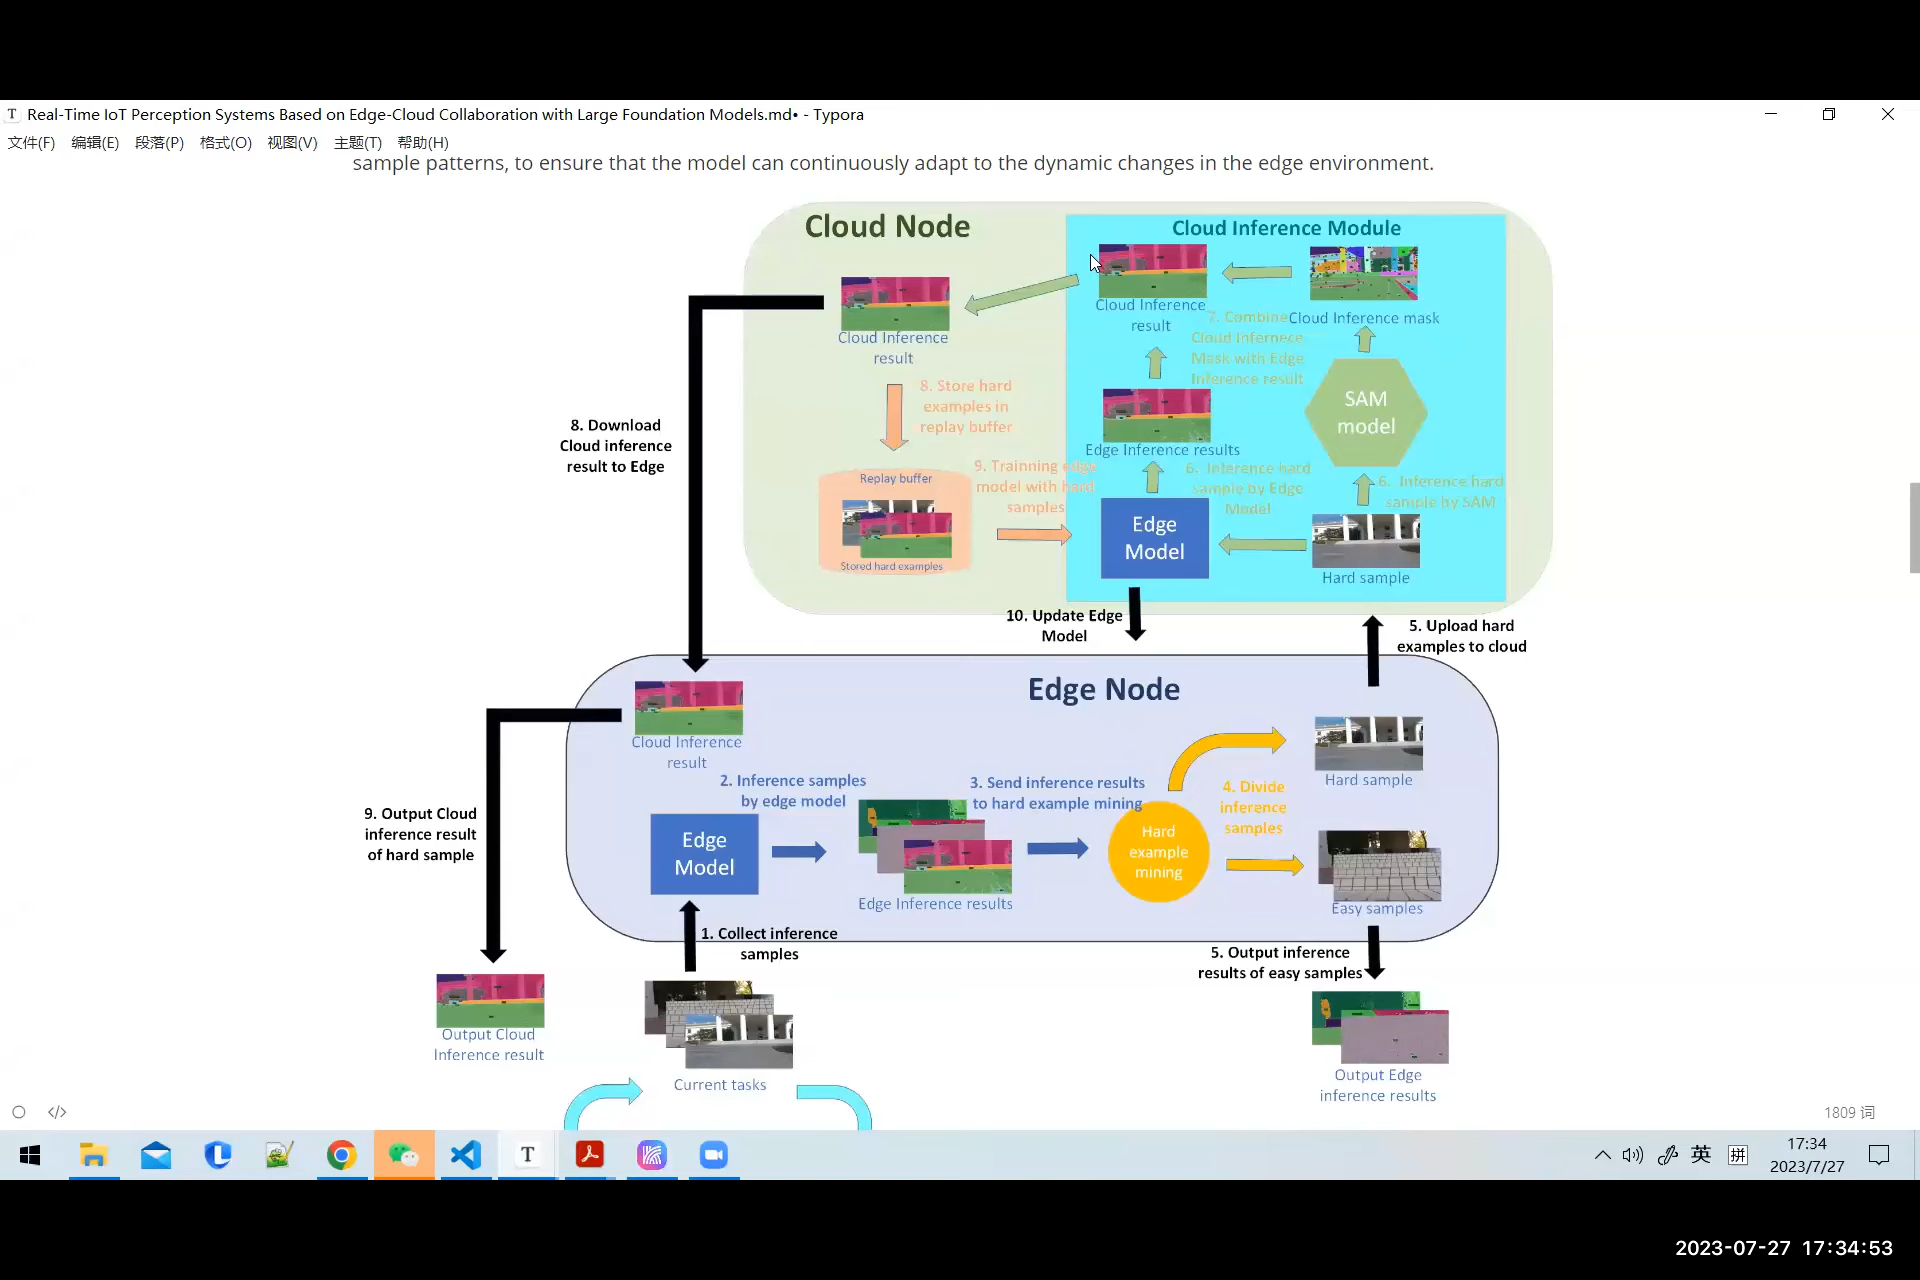 Real-Time IoT Perception Systems Based on Edge-Cloud Collaboration with Large Foundation Models.md• - Typora
文件(F) 编辑(E) 段落(P) 格式(O) 视图(V) 主题(T) 帮助(H)
sample patterns, to ensure that the model can continuously adapt to the dynamic changes in the edge environment.
Cloud Node
Cloud Inference Module
Cloud Inference
result
Cloud Inference mask
7. Combine
Cloud Infernece
Mask with Edge
Inference result
Cloud Inference
result
8. Store hard
examples in
replay buffer
SAM
model
8. Download
Cloud inference
result to Edge
Edge Inference results
9. Trainning edge
model with hard
samples
6. Inference hard
sample by Edge
Model
6. Inference hard
sample by SAM
Replay buffer
Stored hard examples
Edge
Model
Hard sample
10. Update Edge
Model
5. Upload hard
examples to cloud
Edge Node
Cloud Inference
result
2. Inference samples
by edge model
3. Send inference results
to hard example mining
4. Divide
inference
samples
Hard sample
9. Output Cloud
inference result
of hard sample
Edge
Model
Hard
example
mining
Edge Inference results
Easy samples
1. Collect inference
samples
5. Output inference
results of easy samples
Output Cloud
Inference result
Current tasks
Output Edge
inference results
1809 词
T
英
拼
17:34
2023/7/27
2023-07-27 17:34:53